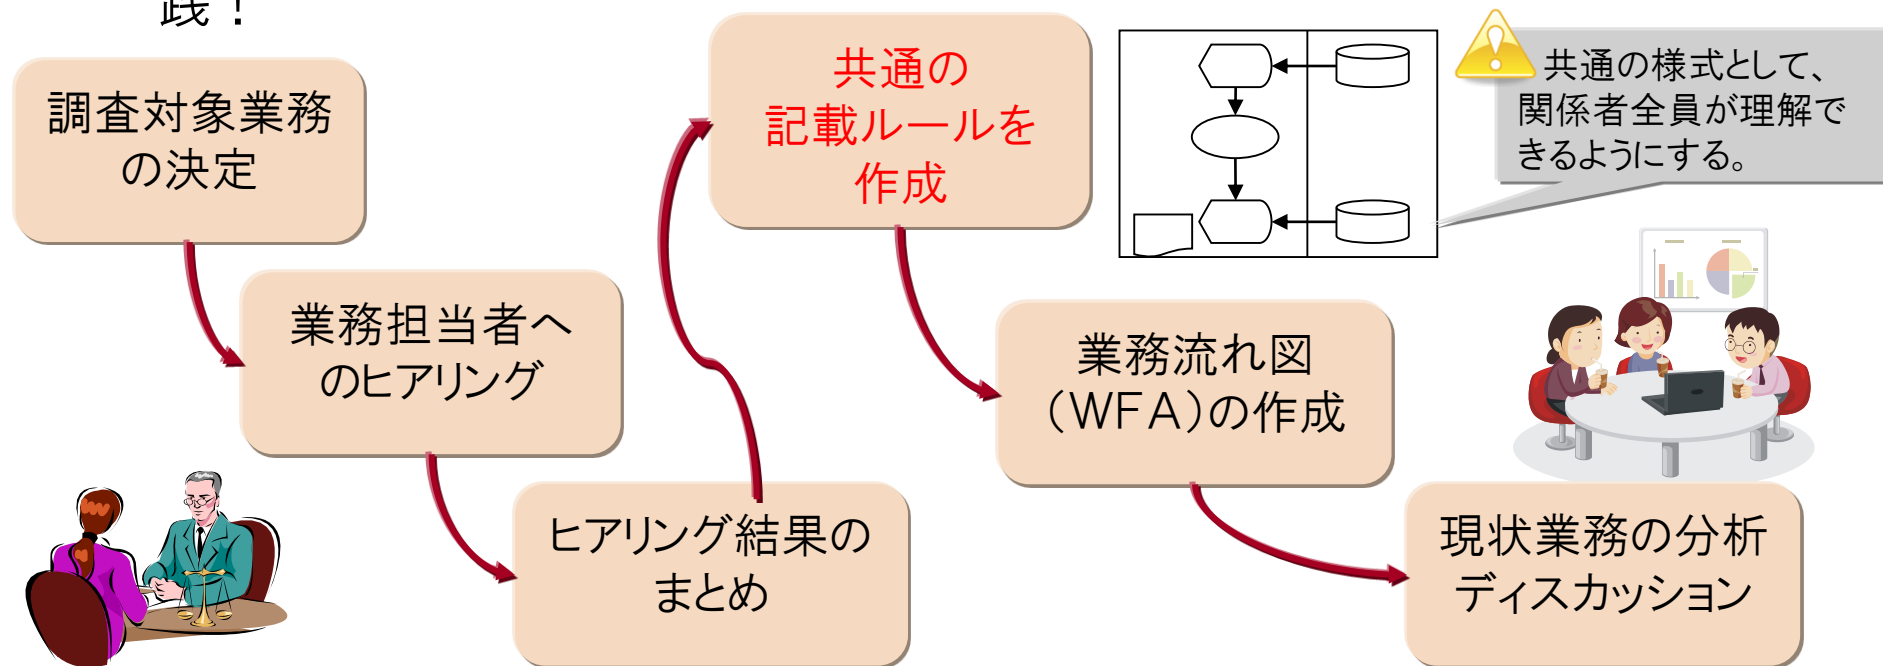 践！
調査対象業務
の決定
業務担当者へ
のヒアリング
ヒアリング結果の
まとめ
共通の
記載ルールを
作成
共通の様式として、
関係者全員が理解で
きるようにする。
業務流れ図
（WFA）の作成
現状業務の分析
ディスカッション